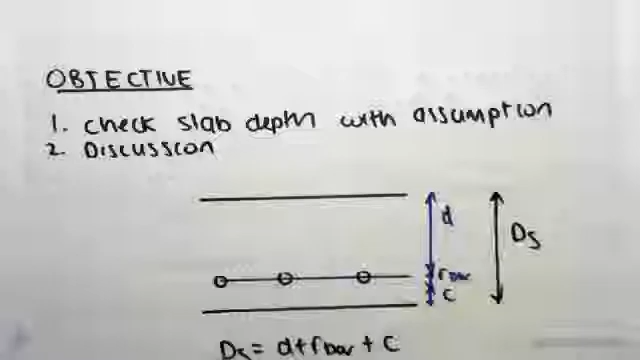 OBJECTIVE
1. check slab depth with assumption
2. DISCUSSION
d
Ds
rbar
c
Ds = d+rbar + c